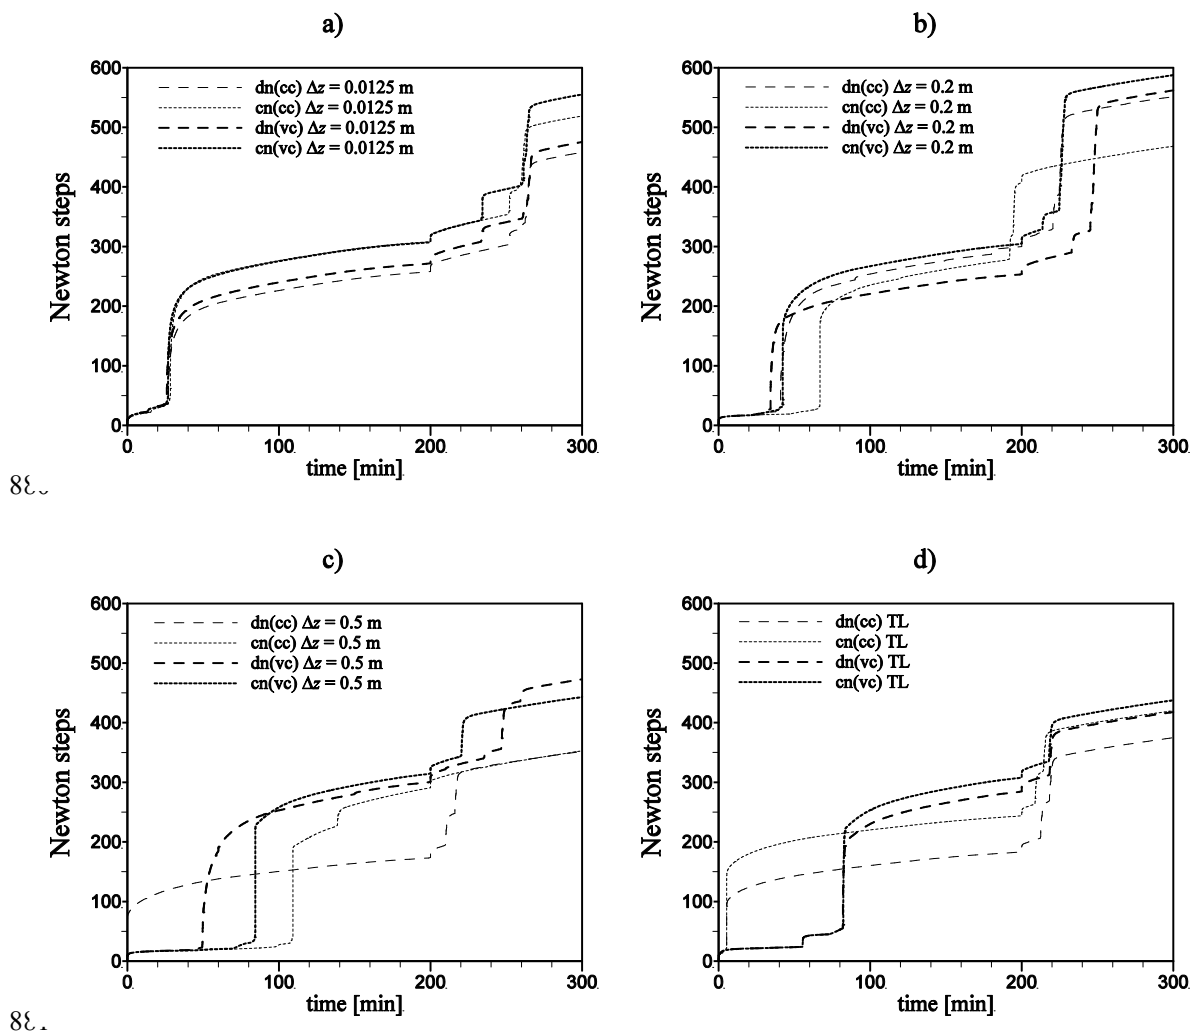 a)
600
500
400
300
200
100
0
Newton steps
dn(cc) Δz = 0.0125 m
cn(cc) Δz = 0.0125 m
dn(vc) Δz = 0.0125 m
cn(vc) Δz = 0.0125 m
0 100 200 300
time [min]
b)
600
500
400
300
200
100
0
Newton steps
dn(cc) Δz = 0.2 m
cn(cc) Δz = 0.2 m
dn(vc) Δz = 0.2 m
cn(vc) Δz = 0.2 m
0 100 200 300
time [min]
c)
600
500
400
300
200
100
0
Newton steps
dn(cc) Δz = 0.5 m
cn(cc) Δz = 0.5 m
dn(vc) Δz = 0.5 m
cn(vc) Δz = 0.5 m
0 100 200 300
time [min]
d)
600
500
400
300
200
100
0
Newton steps
dn(cc) TL
cn(cc) TL
dn(vc) TL
cn(vc) TL
0 100 200 300
time [min]